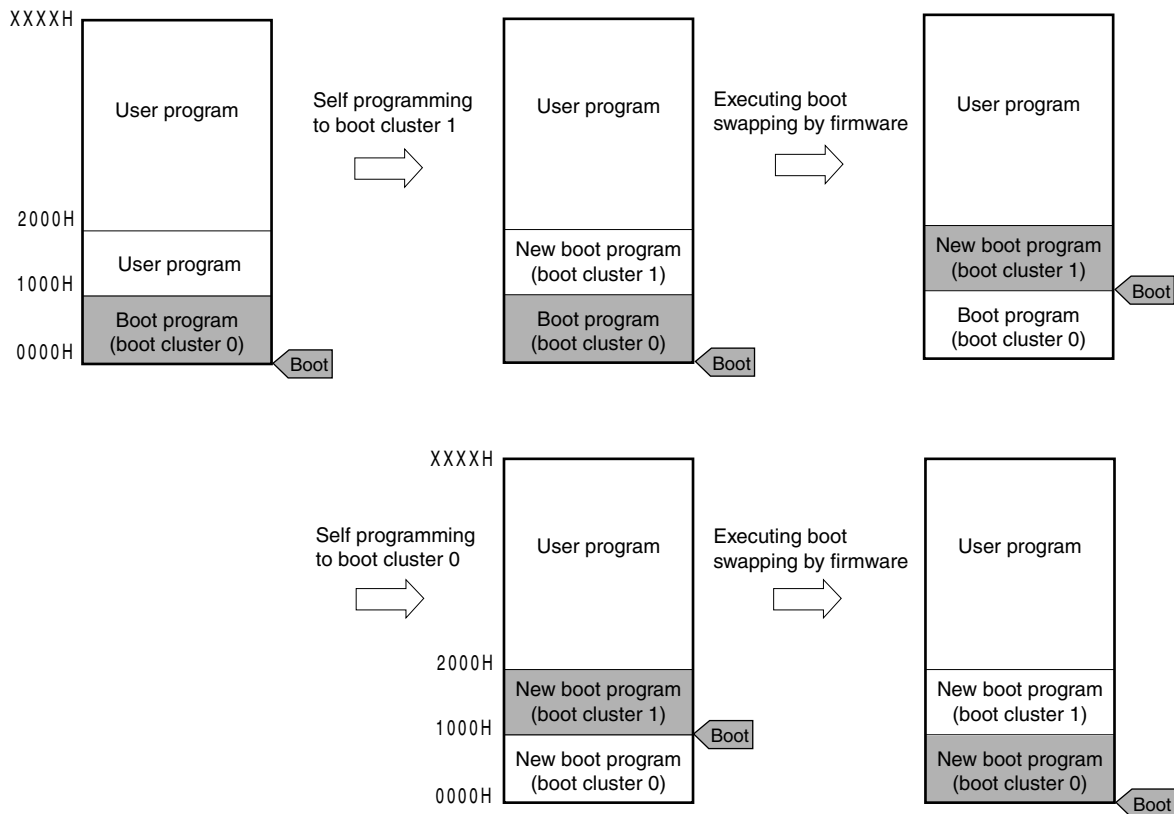 XXXXH
User program
2000H
User program
1000H
Boot program
(boot cluster 0)
0000H
Boot
Self programming
to boot cluster 1
User program
New boot program
(boot cluster 1)
Boot program
(boot cluster 0)
Boot
Executing boot
swapping by firmware
User program
New boot program
(boot cluster 1)
Boot
Boot program
(boot cluster 0)
Self programming
to boot cluster 0
XXXXH
User program
2000H
New boot program
(boot cluster 1)
1000H
Boot
New boot program
(boot cluster 0)
0000H
Executing boot
swapping by firmware
User program
New boot program
(boot cluster 1)
New boot program
(boot cluster 0)
Boot